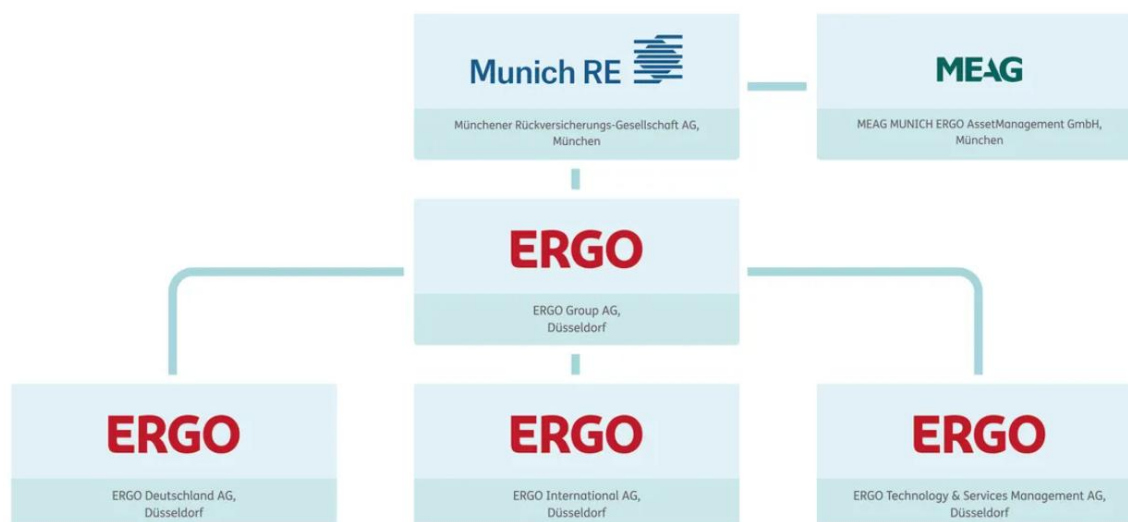 Munich RE
Münchener Rückversicherungs-Gesellschaft AG,
München
MEAG
MEAG MUNICH ERGO AssetManagement GmbH,
München
ERGO
ERGO Group AG,
Düsseldorf
ERGO
ERGO Deutschland AG,
Düsseldorf
ERGO
ERGO International AG,
Düsseldorf
ERGO
ERGO Technology & Services Management AG,
Düsseldorf